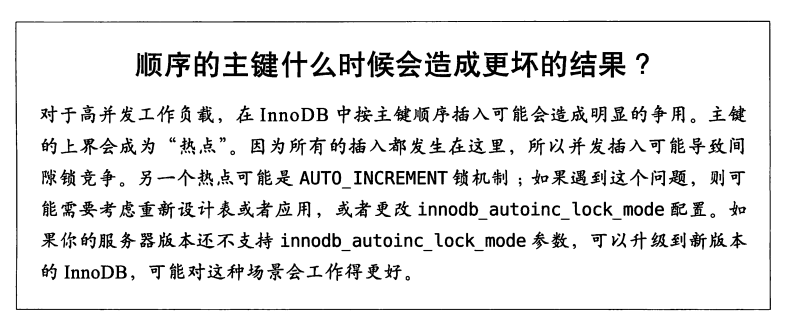 顺序的主键什么时候会造成更坏的结果？
对于高并发工作负载，在 InnoDB 中按主键顺序插入可能会造成明显的争用。主键
的上界会成为“热点”。因为所有的插入都发生在这里，所以并发插入可能导致间
隙锁竞争。另一个热点可能是 AUTO_INCREMENT 锁机制；如果遇到这个问题，则可
能需要考虑重新设计表或者应用，或者更改 innodb_autoinc_lock_mode 配置。如
果你的服务器版本还不支持 innodb_autoinc_lock_mode 参数，可以升级到新版本
的 InnoDB，可能对这种场景会工作得更好。